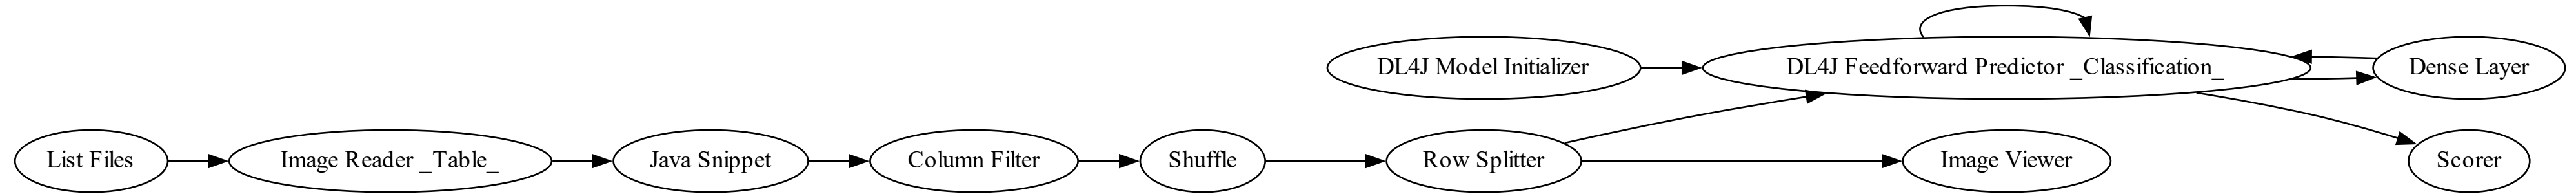 DL4J Model Initializer
DL4J Feedforward Predictor _Classification_
Dense Layer
List Files
Image Reader _Table_
Java Snippet
Column Filter
Shuffle
Row Splitter
Image Viewer
Scorer